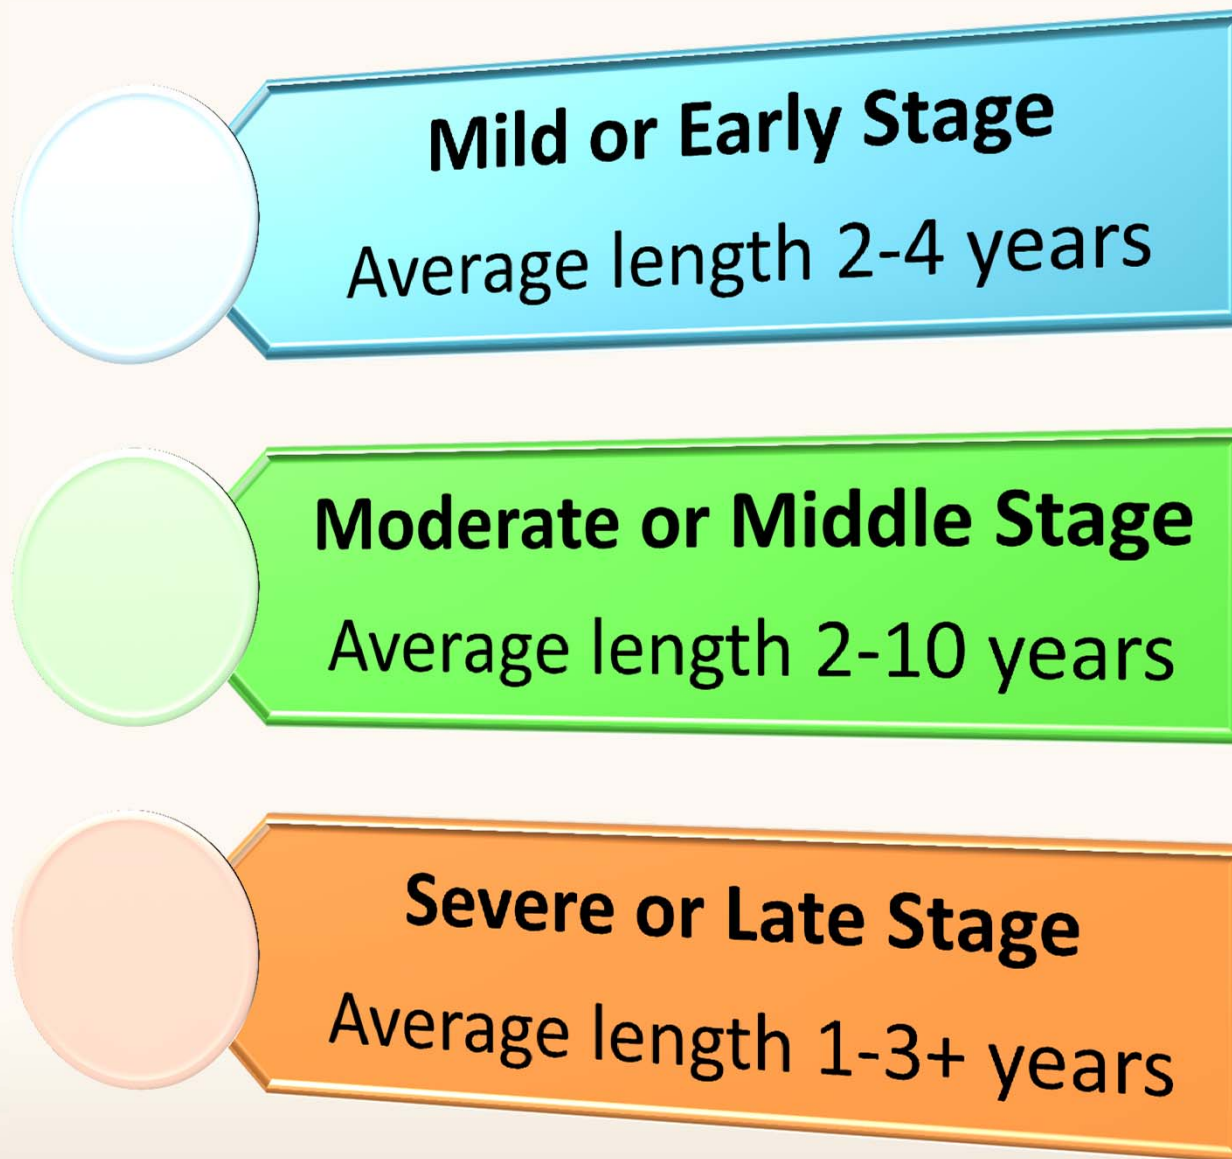 Mild or Early Stage
Average length 2-4 years
Moderate or Middle Stage
Average length 2-10 years
Severe or Late Stage
Average length 1-3+ years